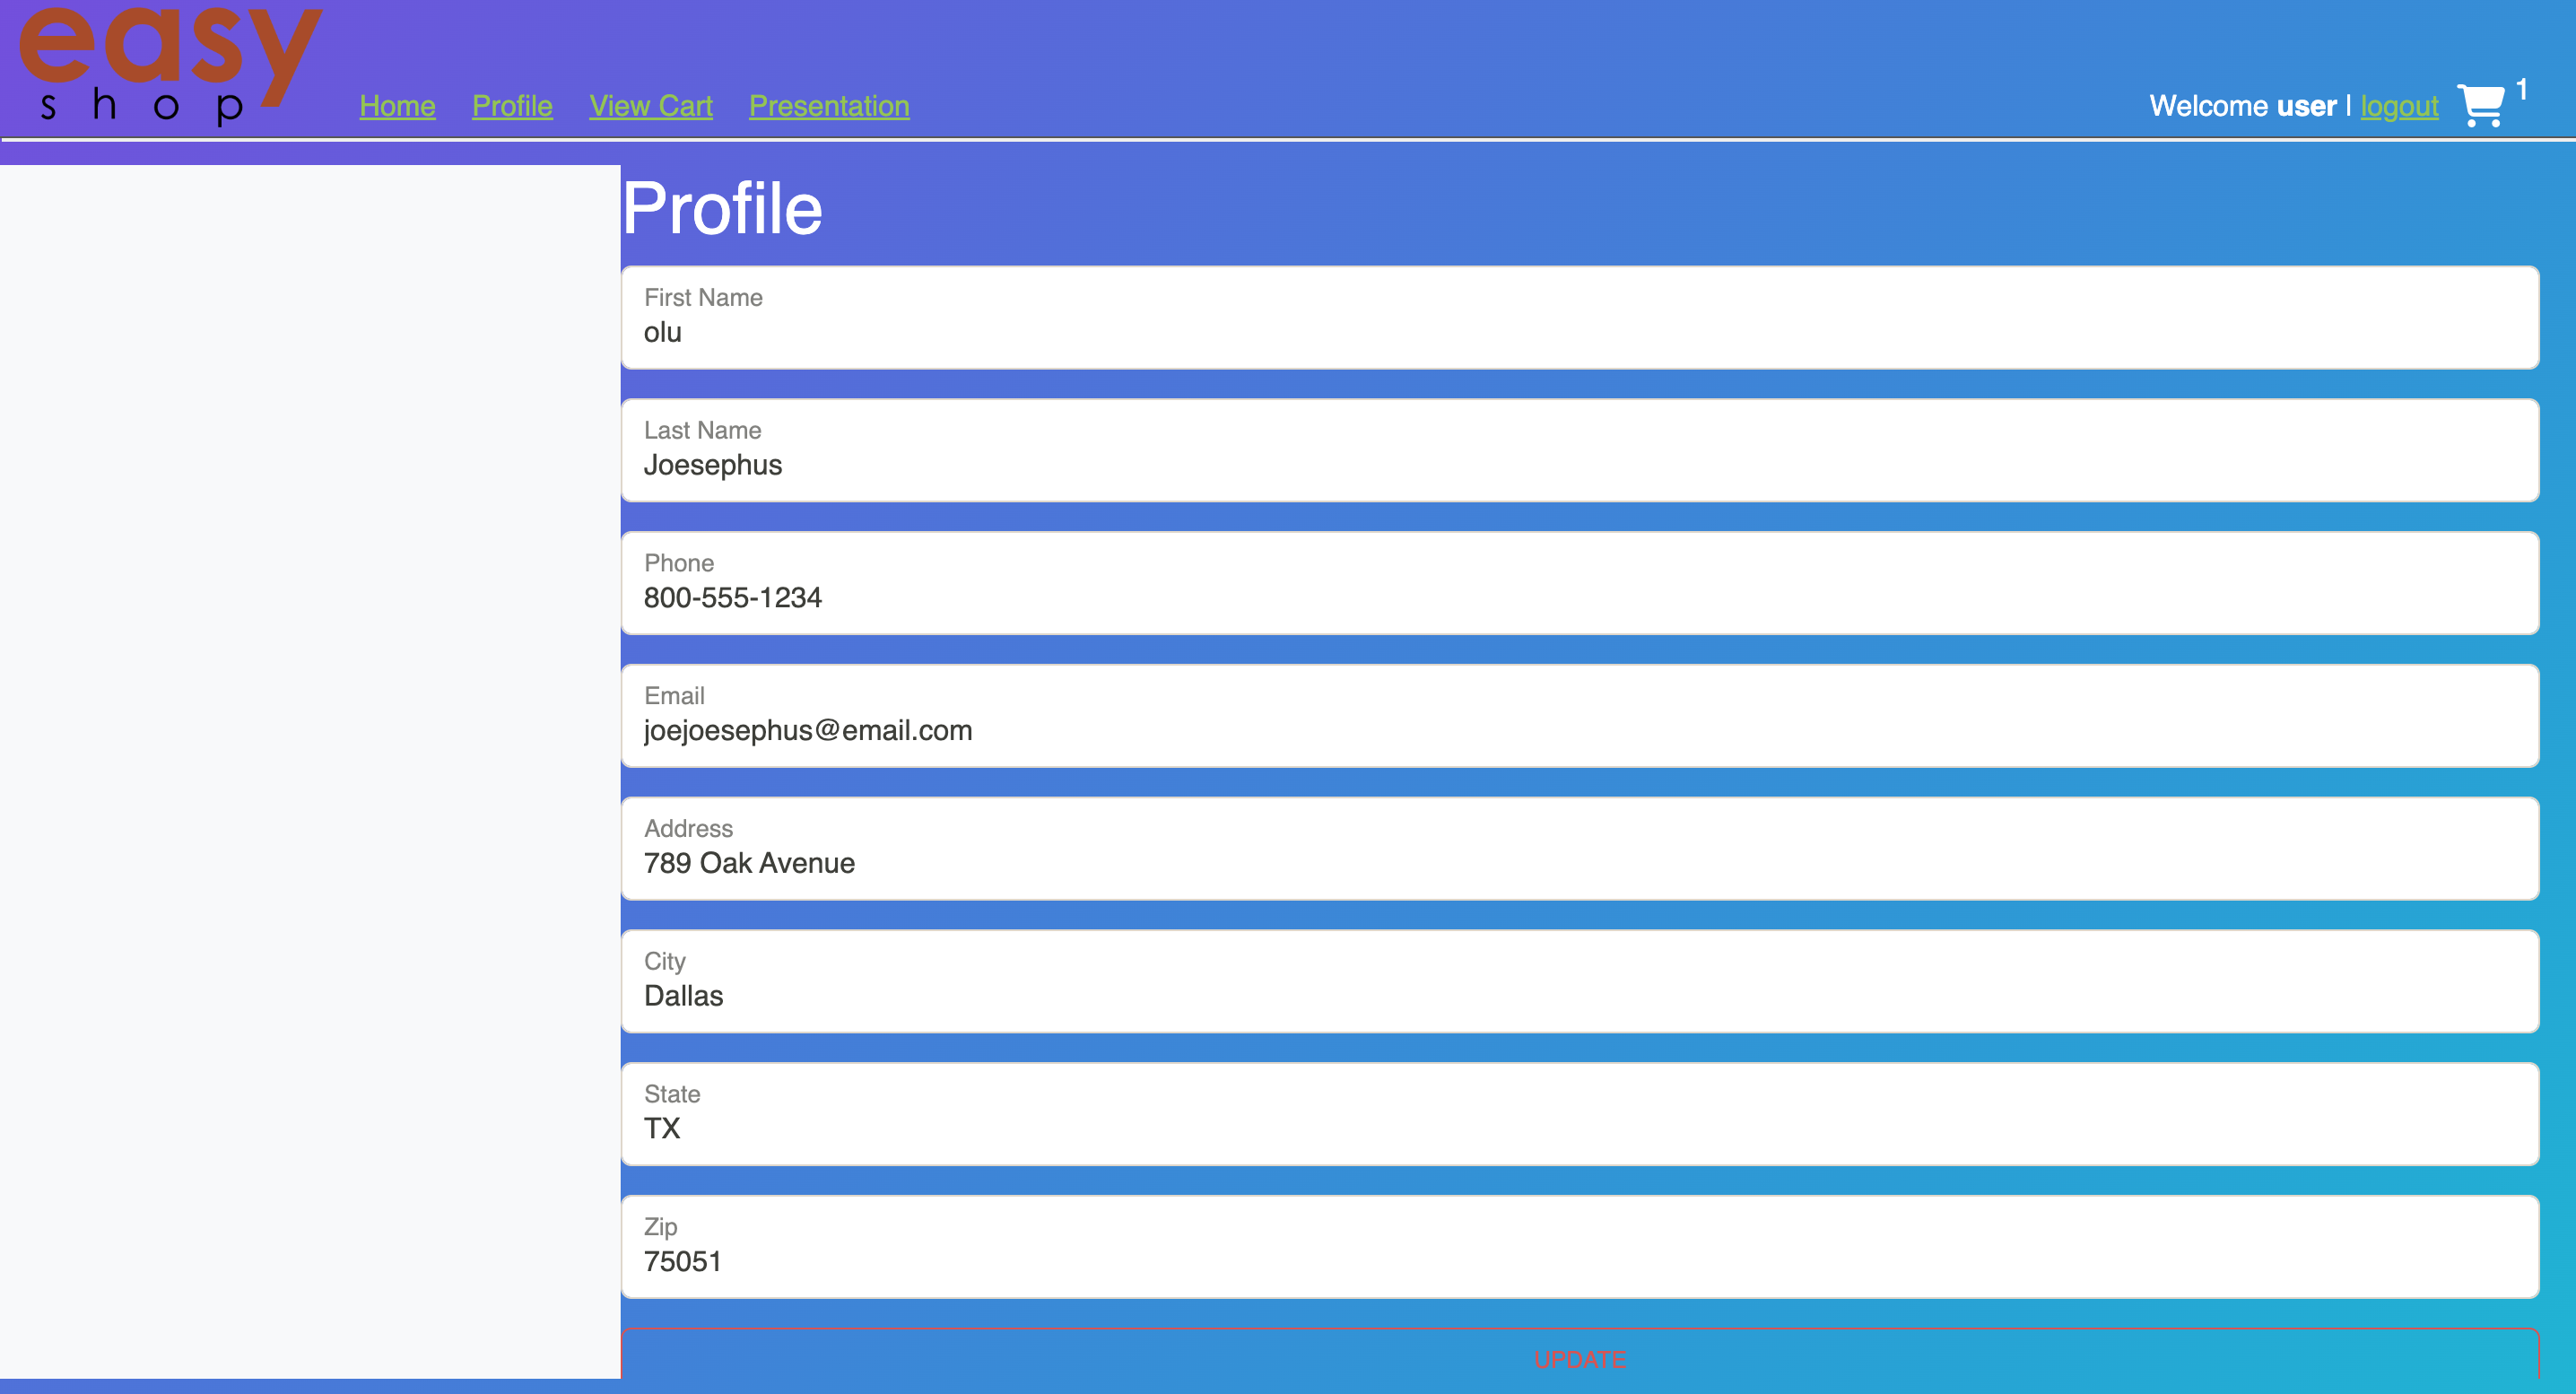 easy
shop
Home Profile View Cart Presentation
Welcome user | logout 1
Profile
First Name
olu
Last Name
Joesephus
Phone
800-555-1234
Email
joejoesephus@email.com
Address
789 Oak Avenue
City
Dallas
State
TX
Zip
75051
UPDATE